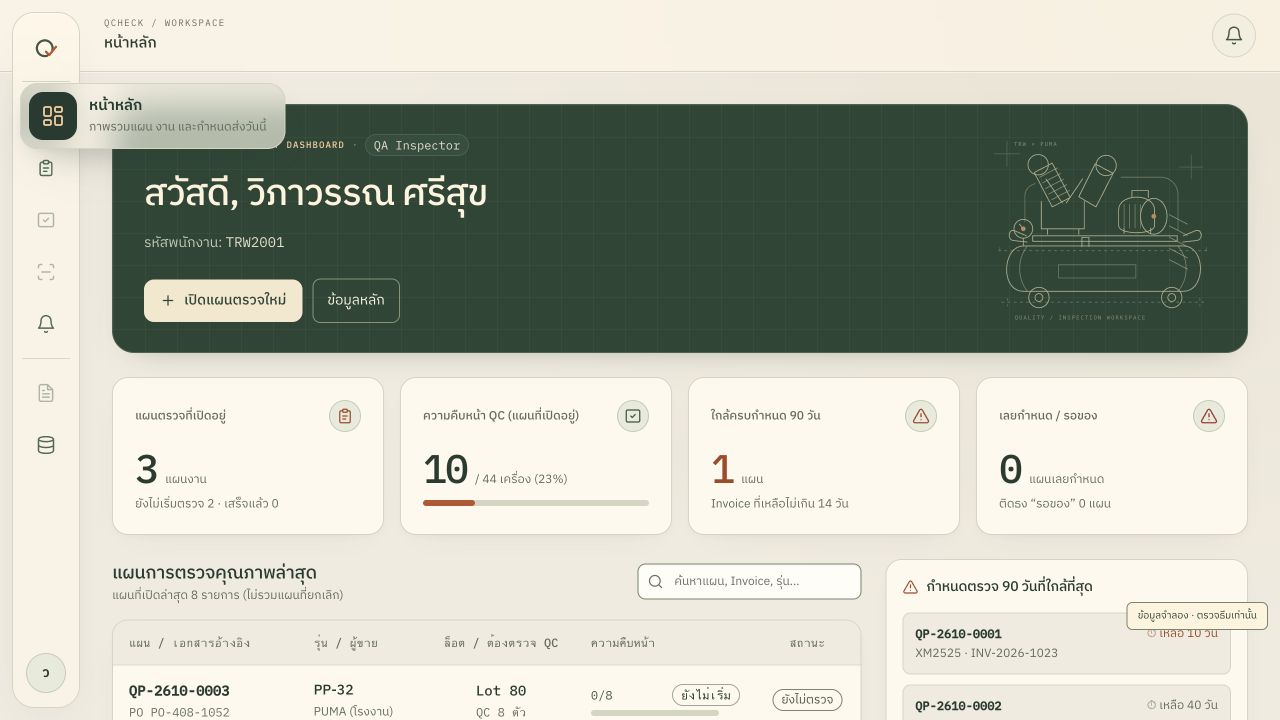 QCHECK / WORKSPACE
หน้าหลัก
หน้าหลัก
ภาพรวมแผน งาน และกำหนดส่งวันนี้
DASHBOARD · QA Inspector
สวัสดี, วิภาวรรณ ศรีสุข
รหัสพนักงาน: TRW2001
เปิดแผนตรวจใหม่
ข้อมูลหลัก
TRW × PUMA
QUALITY / INSPECTION WORKSPACE
แผนตรวจที่เปิดอยู่
3 แผนงาน
ยังไม่เริ่มตรวจ 2 · เสร็จแล้ว 0
ความคืบหน้า QC (แผนที่เปิดอยู่)
10 / 44 เครื่อง (23%)
ใกล้ครบกำหนด 90 วัน
1 แผน
Invoice ที่เหลือไม่เกิน 14 วัน
เลยกำหนด / รอของ
0 แผนเลยกำหนด
ติดธง “รอของ” 0 แผน
แผนการตรวจคุณภาพล่าสุด
แผนที่เปิดล่าสุด 8 รายการ (ไม่รวมแผนที่ยกเลิก)
ค้นหาแผน, Invoice, รุ่น...
แผน / เอกสารอ้างอิง รุ่น / ผู้ขาย ล็อต / ต้องตรวจ QC ความคืบหน้า สถานะ
QP-2610-0003 PP-32 Lot 80 0/8 ยังไม่เริ่ม ยังไม่ตรวจ
PO PO-408-1052 PUMA (โรงงาน) QC 8 ตัว
กำหนดตรวจ 90 วันที่ใกล้ที่สุด
ข้อมูลจำลอง · ตรวจธีมเท่านั้น
QP-2610-0001 เหลือ 10 วัน
XM2525 · INV-2026-1023
QP-2610-0002 เหลือ 40 วัน
ว